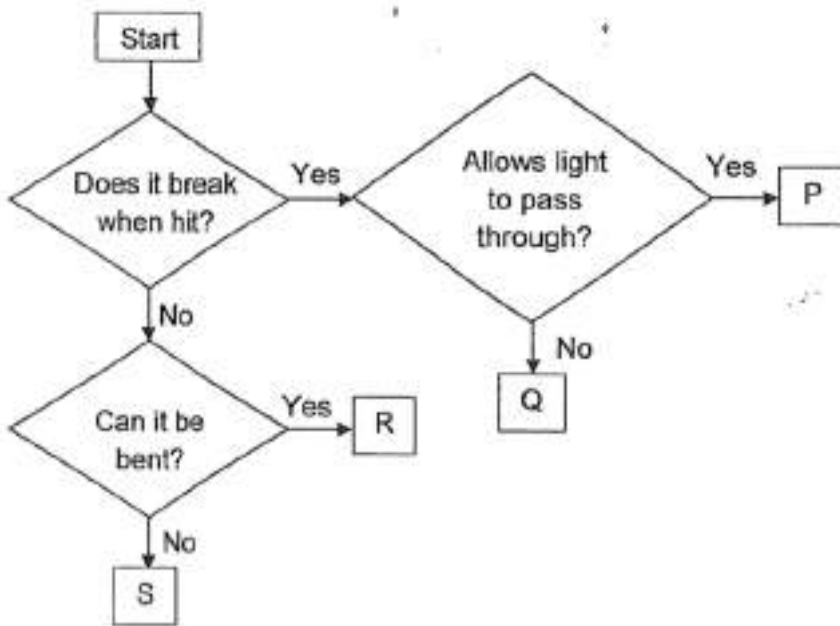 Start
Does it break
when hit?
Yes
Allows light
to pass
through?
Yes
P
No
No
Q
Can it be
bent?
Yes
R
No
S